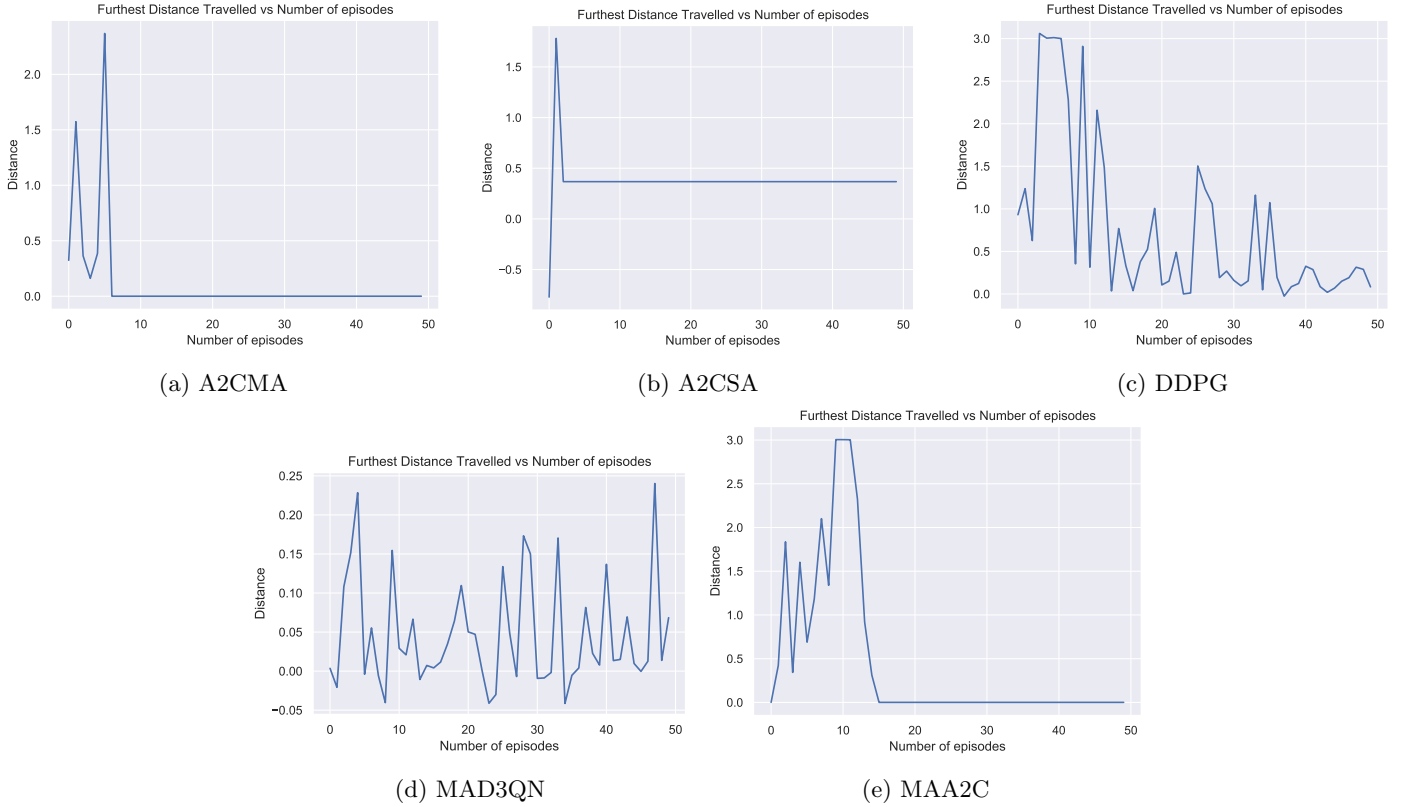 Furthest Distance Travelled vs Number of episodes
Distance
2.0
1.5
1.0
0.5
0.0
0 10 20 30 40 50
Number of episodes
(a) A2CMA
Furthest Distance Travelled vs Number of episodes
Distance
1.5
1.0
0.5
0.0
−0.5
0 10 20 30 40 50
Number of episodes
(b) A2CSA
Furthest Distance Travelled vs Number of episodes
Distance
3.0
2.5
2.0
1.5
1.0
0.5
0.0
0 10 20 30 40 50
Number of episodes
(c) DDPG
Furthest Distance Travelled vs Number of episodes
Distance
0.25
0.20
0.15
0.10
0.05
0.00
−0.05
0 10 20 30 40 50
Number of episodes
(d) MAD3QN
Furthest Distance Travelled vs Number of episodes
Distance
3.0
2.5
2.0
1.5
1.0
0.5
0.0
0 10 20 30 40 50
Number of episodes
(e) MAA2C